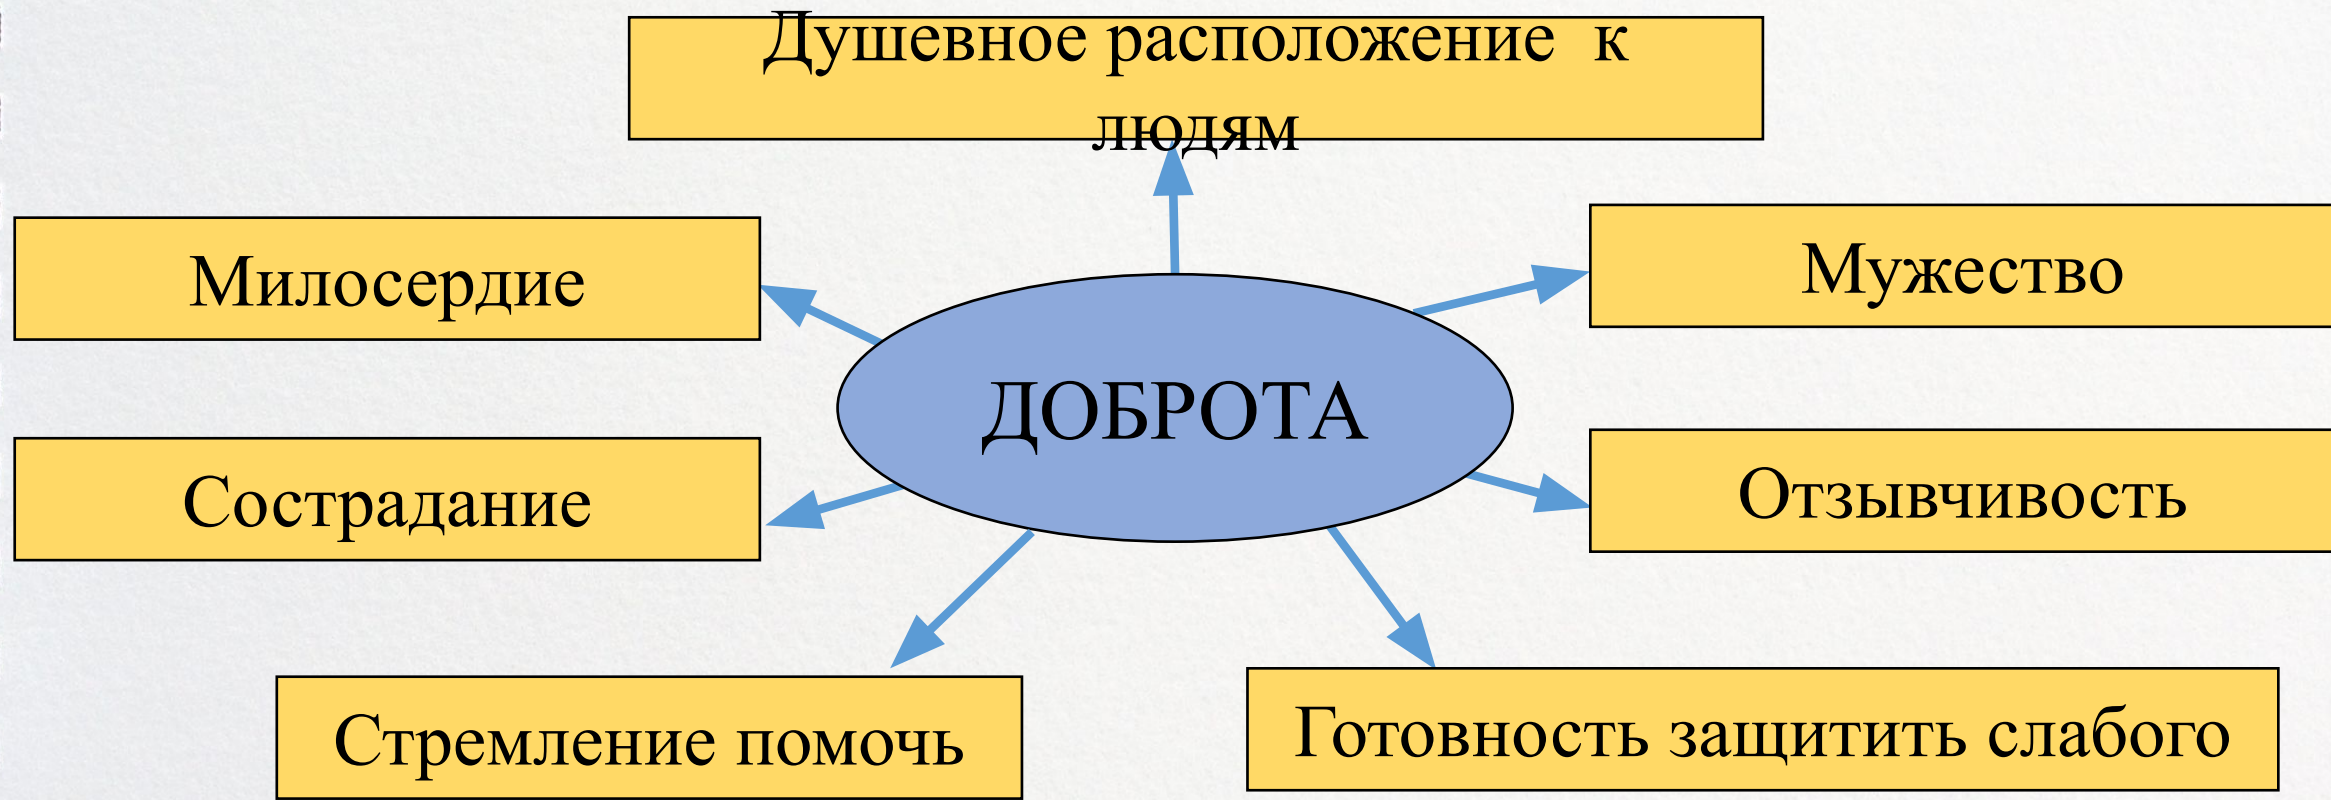 Душевное расположение к
людям
Милосердие
Мужество
ДОБРОТА
Сострадание
Отзывчивость
Стремление помочь
Готовность защитить слабого